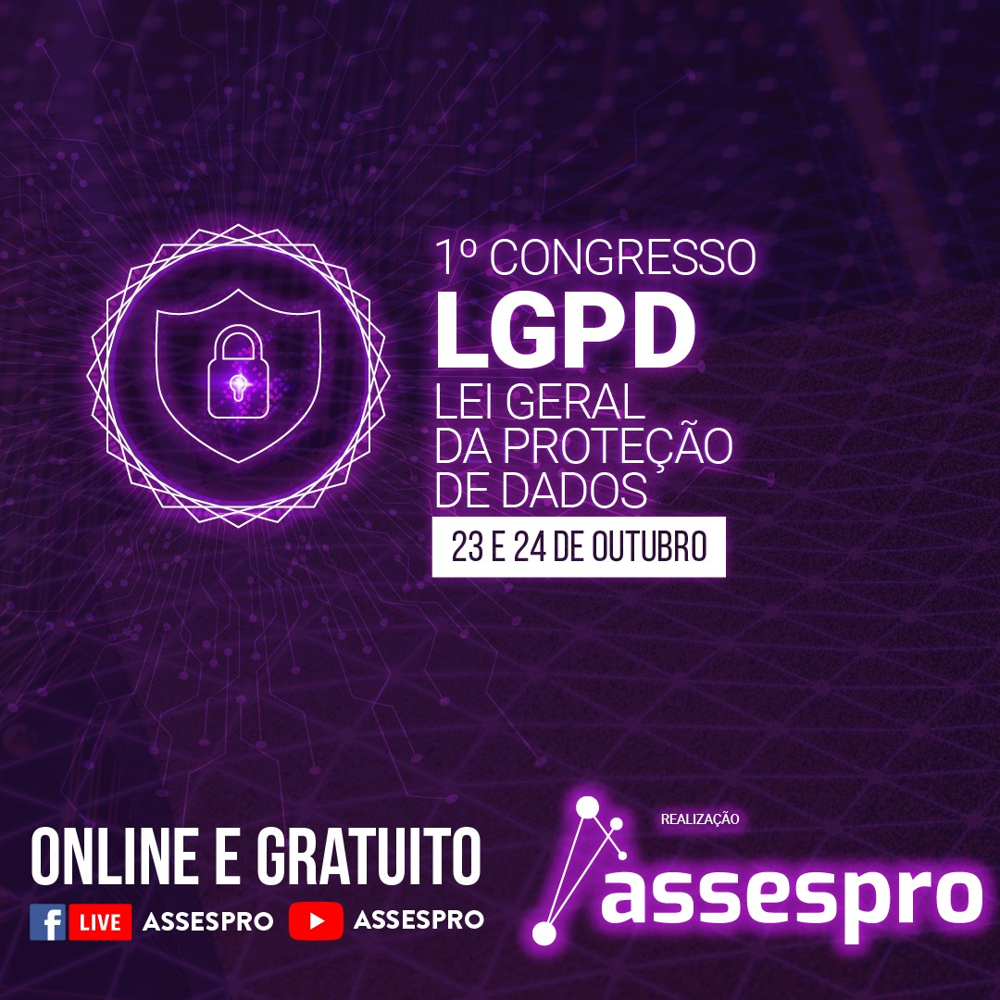 1º CONGRESSO
LGPD
LEI GERAL
DA PROTEÇÃO
DE DADOS
23 E 24 DE OUTUBRO
ONLINE E GRATUITO
f LIVE ASSESPRO ASSESPRO
REALIZAÇÃO
assespro